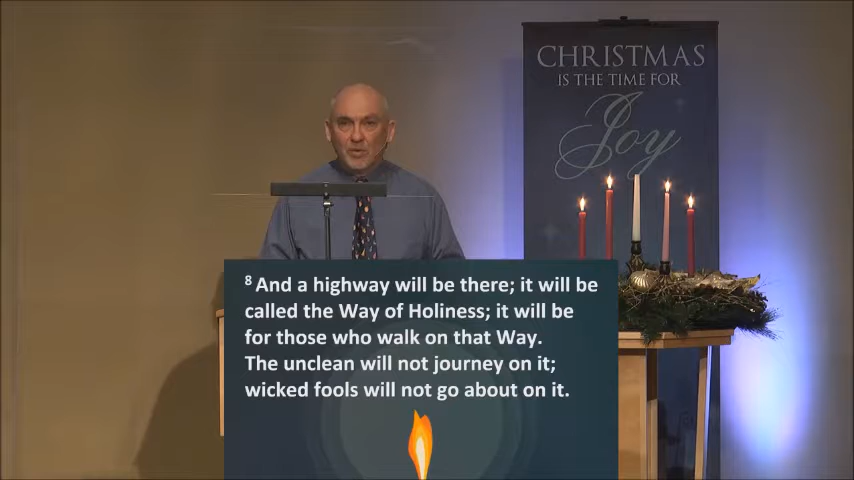 CHRISTMAS
IS THE TIME FOR
Joy
8 And a highway will be there; it will be
called the Way of Holiness; it will be
for those who walk on that Way.
The unclean will not journey on it;
wicked fools will not go about on it.